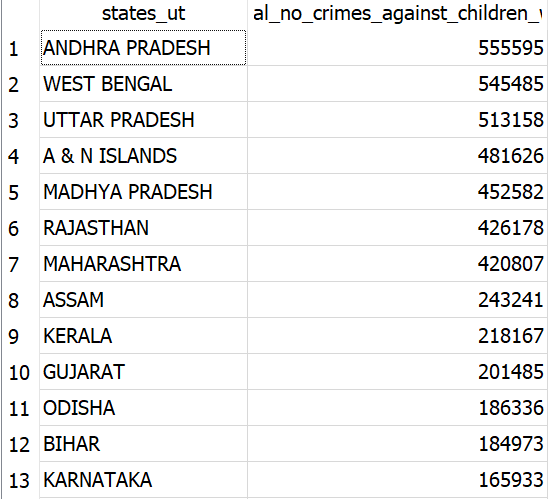 states_ut al_no_crimes_against_children_
1 ANDHRA PRADESH 555595
2 WEST BENGAL 545485
3 UTTAR PRADESH 513158
4 A & N ISLANDS 481626
5 MADHYA PRADESH 452582
6 RAJASTHAN 426178
7 MAHARASHTRA 420807
8 ASSAM 243241
9 KERALA 218167
10 GUJARAT 201485
11 ODISHA 186336
12 BIHAR 184973
13 KARNATAKA 165933